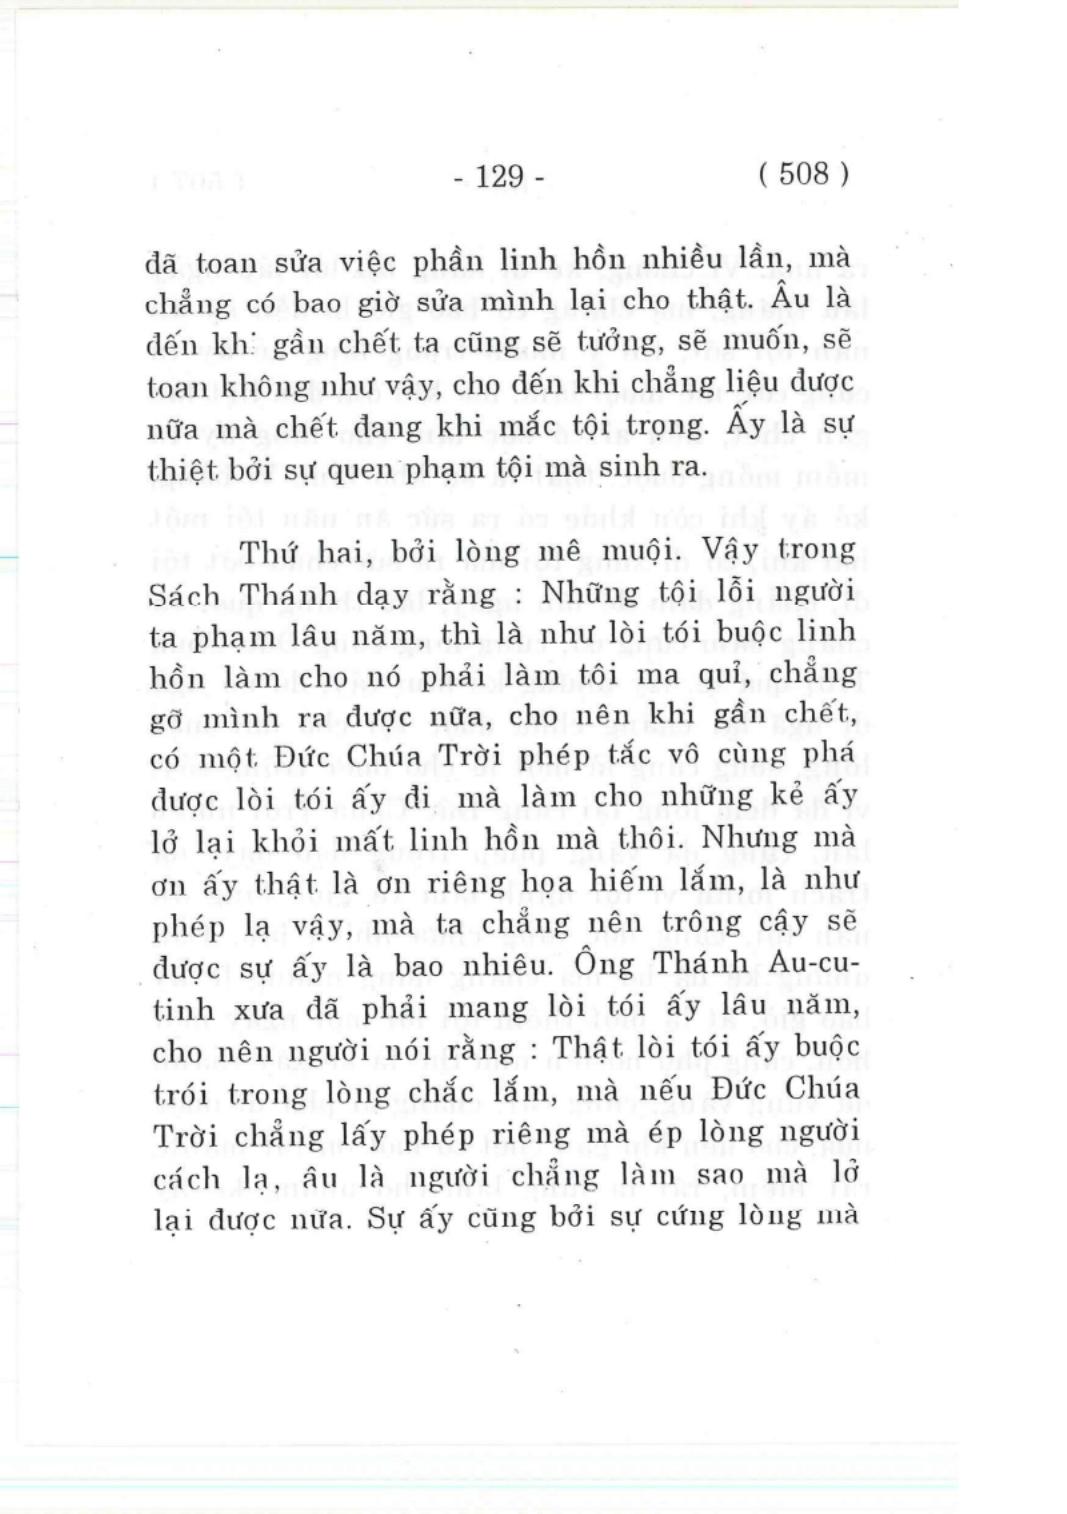 - 129 - ( 508 )
đã toan sửa việc phần linh hồn nhiều lần, mà
chẳng có bao giờ sửa mình lại cho thật. Âu là
đến khi gần chết ta cũng sẽ tưởng, sẽ muốn, sẽ
toan không như vậy, cho đến khi chẳng liệu được
nữa mà chết đang khi mắc tội trọng. Ấy là sự
thiệt bởi sự quen phạm tội mà sinh ra.
Thứ hai, bởi lòng mê muội. Vậy trong
Sách Thánh dạy rằng : Những tội lỗi người
ta phạm lâu năm, thì là như lòi tói buộc linh
hồn làm cho nó phải làm tôi ma quỉ, chẳng
gỡ mình ra được nữa, cho nên khi gần chết,
có một Đức Chúa Trời phép tắc vô cùng phá
được lòi tói ấy đi mà làm cho những kẻ ấy
lở lại khỏi mất linh hồn mà thôi. Nhưng mà
ơn ấy thật là ơn riêng họa hiếm lắm, là như
phép lạ vậy, mà ta chẳng nên trông cậy sẽ
được sự ấy là bao nhiêu. Ông Thánh Au-cu-
tinh xưa đã phải mang lòi tói ấy lâu năm,
cho nên người nói rằng : Thật lòi tói ấy buộc
trói trong lòng chắc lắm, mà nếu Đức Chúa
Trời chẳng lấy phép riêng mà ép lòng người
cách lạ, âu là người chẳng làm sao mà lở
lại được nữa. Sự ấy cũng bởi sự cứng lòng mà